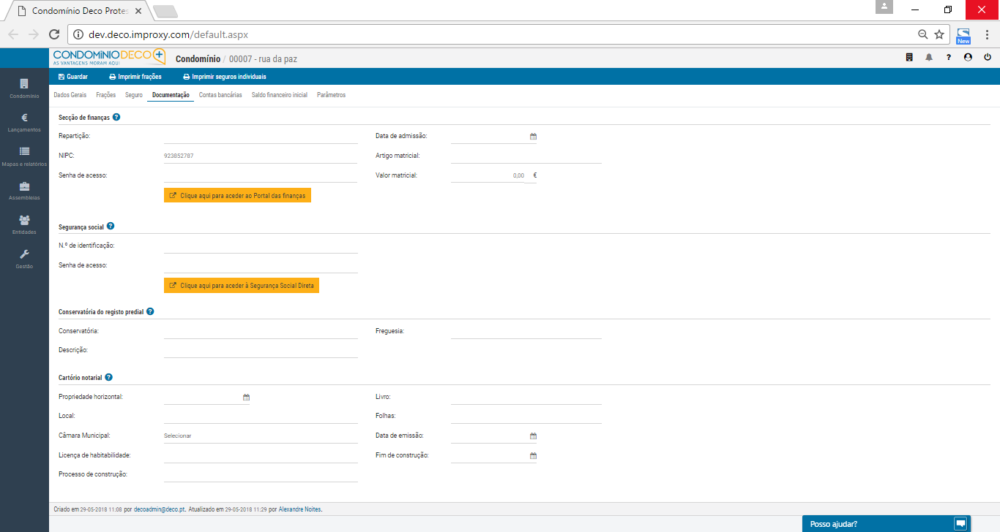 Condomínio Deco Protes
dev.deco.improxy.com/default.aspx
New
CONDOMÍNIODECO+
AS VANTAGENS MORAM AQUI
Condomínio / 00007 - rua da paz
?
Guardar Imprimir frações Imprimir seguros individuais
Dados Gerais Frações Seguro Documentação Contas bancárias Saldo financeiro inicial Parâmetros
Condomínio
€
Lançamentos
Mapas e relatórios
Assembleias
Entidades
Gestão
Secção de finanças ?
Repartição: Data de admissão:
NIPC: 923852787 Artigo matricial:
Senha de acesso: Valor matricial: 0,00 €
Clique aqui para aceder ao Portal das finanças
Segurança social ?
N.º de identificação:
Senha de acesso:
Clique aqui para aceder à Segurança Social Direta
Conservatória do registo predial ?
Conservatória: Freguesia:
Descrição:
Cartório notarial ?
Propriedade horizontal: Livro:
Local: Folhas:
Câmara Municipal: Selecionar Data de emissão:
Licença de habitabilidade: Fim de construção:
Processo de construção:
Criado em 29-05-2018 11:08 por decoadmin@deco.pt. Atualizado em 29-05-2018 11:29 por Alexandre Noites.
Posso ajudar?